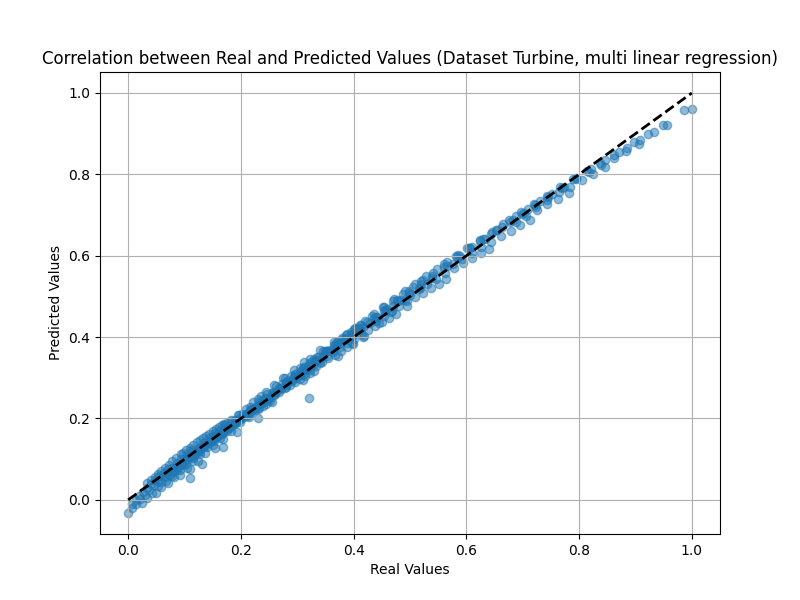 Correlation between Real and Predicted Values (Dataset Turbine, multi linear regression)
1.0
0.8
0.6
0.4
0.2
0.0
Predicted Values
0.0 0.2 0.4 0.6 0.8 1.0
Real Values